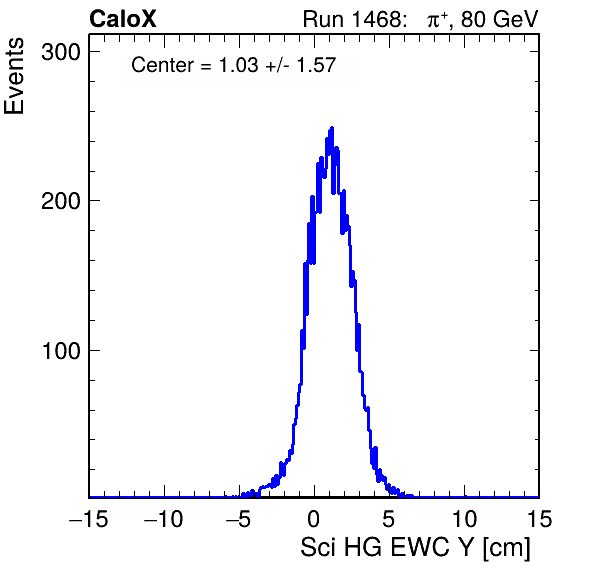 CaloX Run 1468: π⁺, 80 GeV
Events
Center = 1.03 +/- 1.57
300
200
100
−15 −10 −5 0 5 10 15
Sci HG EWC Y [cm]